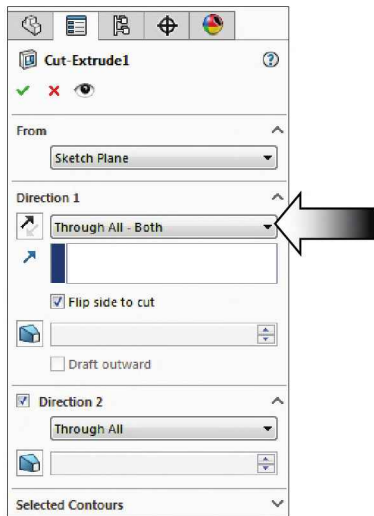 Cut-Extrude1
From
Sketch Plane
Direction 1
Through All - Both
Flip side to cut
Draft outward
Direction 2
Through All
Selected Contours